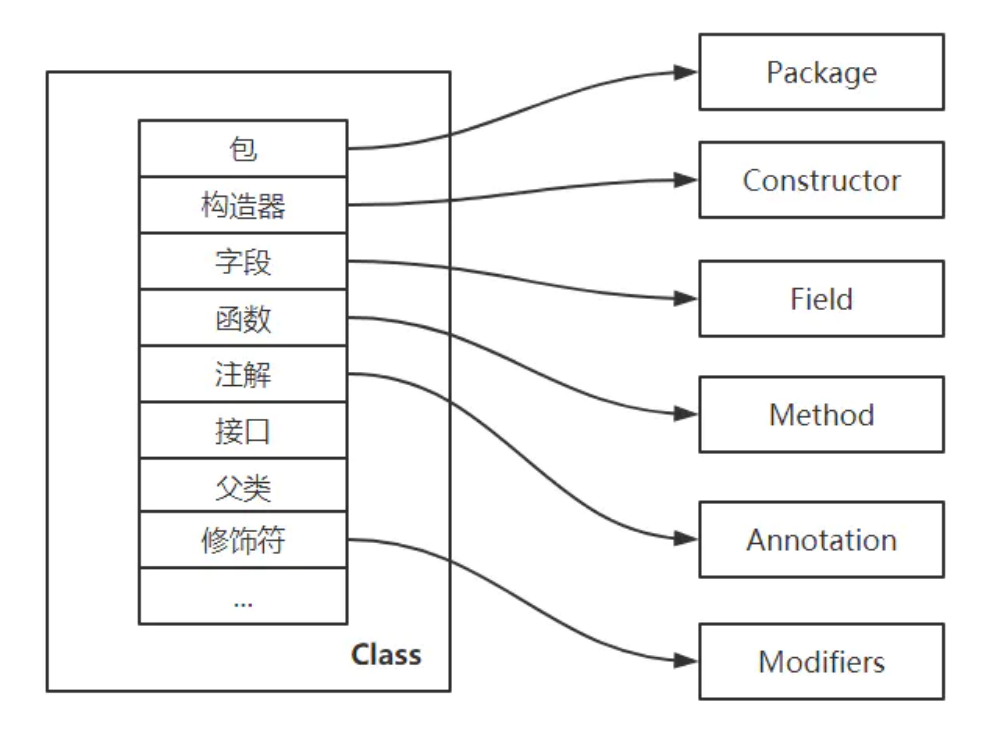 包
构造器
字段
函数
注解
接口
父类
修饰符
...
Class
Package
Constructor
Field
Method
Annotation
Modifiers